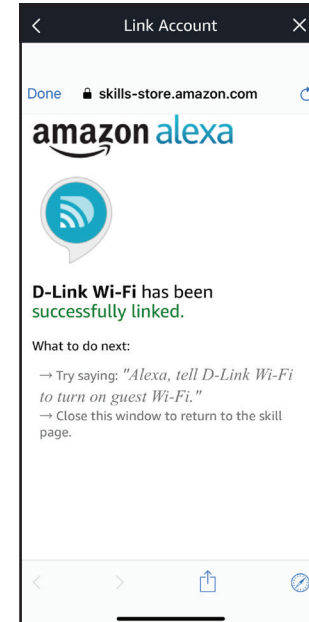 Link Account
Done skills-store.amazon.com
amazon alexa
D-Link Wi-Fi has been
successfully linked.
What to do next:
→ Try saying: "Alexa, tell D-Link Wi-Fi
to turn on guest Wi-Fi."
→ Close this window to return to the skill
page.